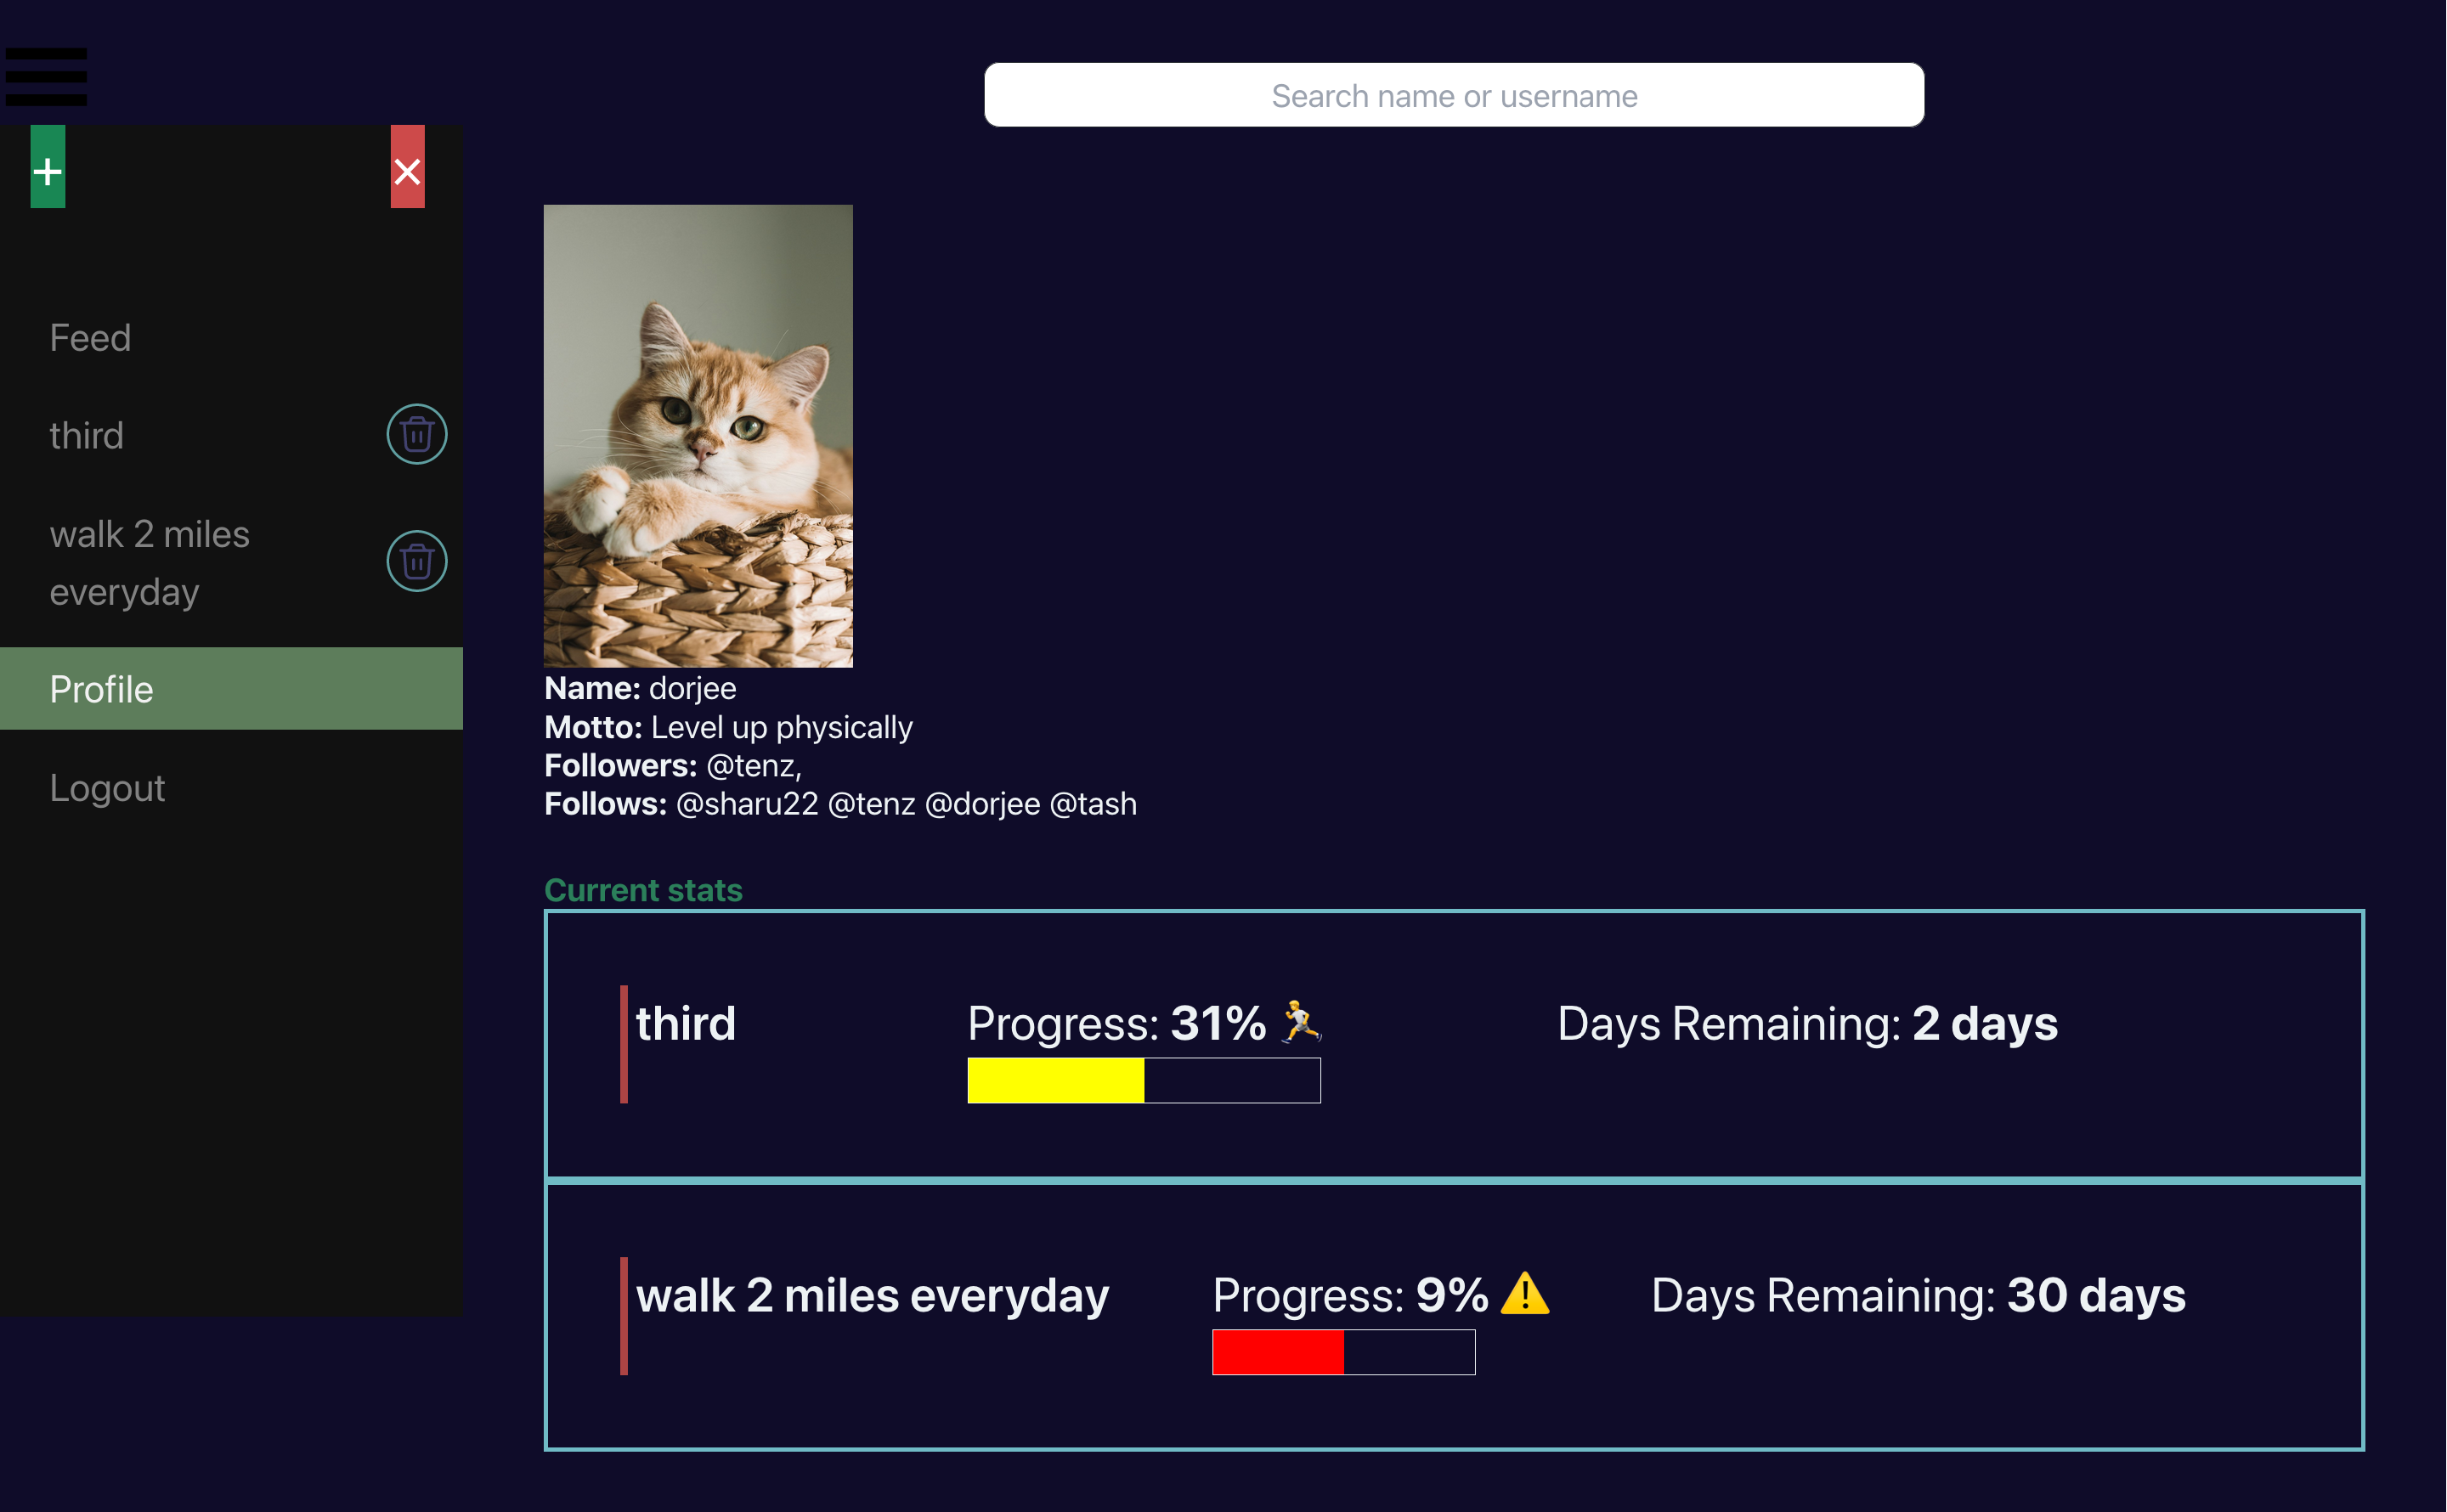 Search name or username
+
×
Feed
third
walk 2 miles
everyday
Profile
Logout
Name: dorjee
Motto: Level up physically
Followers: @tenz,
Follows: @sharu22 @tenz @dorjee @tash
Current stats
third
Progress: 31% 🏃
Days Remaining: 2 days
walk 2 miles everyday
Progress: 9% ⚠️
Days Remaining: 30 days